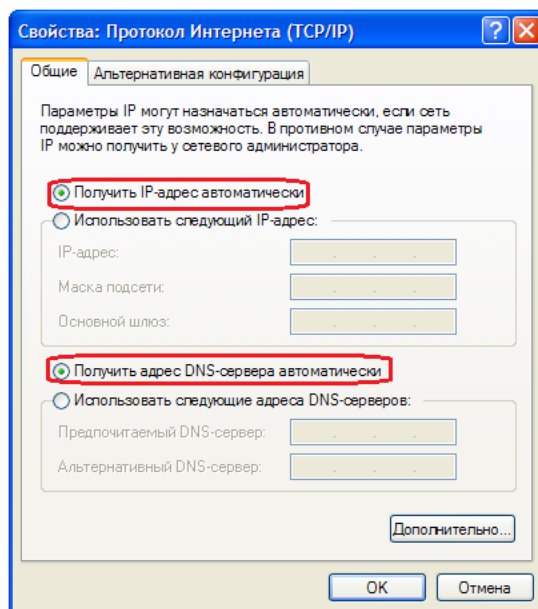 Свойства: Протокол Интернета (TCP/IP)
Общие
Альтернативная конфигурация
Параметры IP могут назначаться автоматически, если сеть
поддерживает эту возможность. В противном случае параметры
IP можно получить у сетевого администратора.
Получить IP-адрес автоматически
Использовать следующий IP-адрес:
IP-адрес:
Маска подсети:
Основной шлюз:
Получить адрес DNS-сервера автоматически
Использовать следующие адреса DNS-серверов:
Предпочитаемый DNS-сервер:
Альтернативный DNS-сервер:
Дополнительно...
OK
Отмена